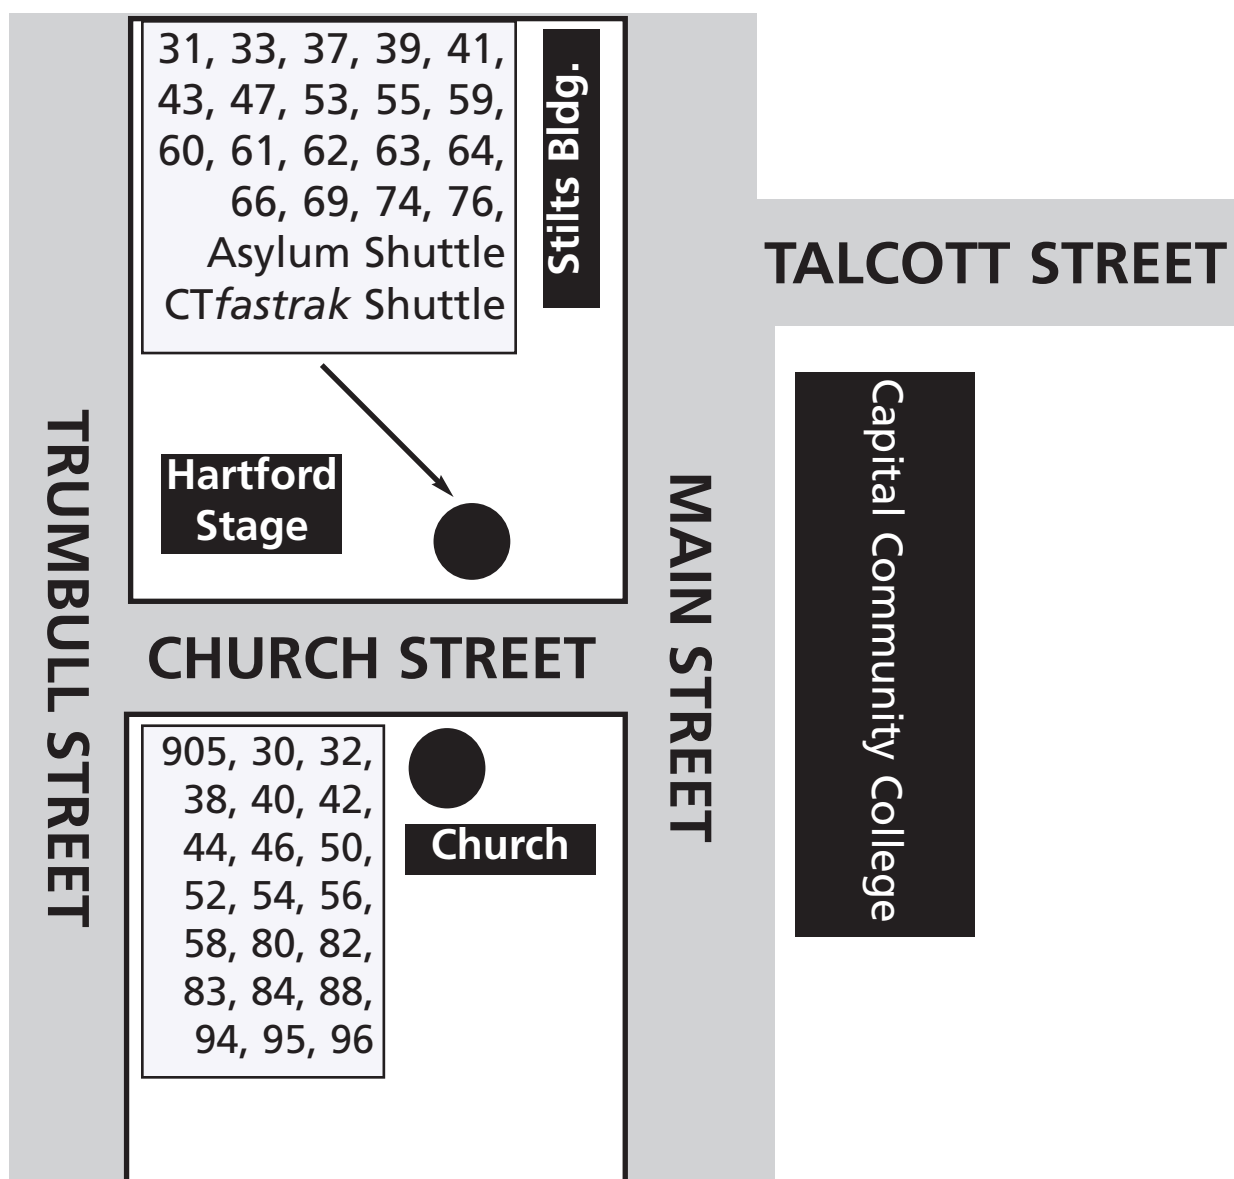 31, 33, 37, 39, 41,
43, 47, 53, 55, 59,
60, 61, 62, 63, 64,
66, 69, 74, 76,
Asylum Shuttle
CTfastrak Shuttle
Stilts Bldg.
TALCOTT STREET
Hartford
Stage
TRUMBULL STREET
MAIN STREET
Capital Community College
CHURCH STREET
905, 30, 32,
38, 40, 42,
44, 46, 50,
52, 54, 56,
58, 80, 82,
83, 84, 88,
94, 95, 96
Church